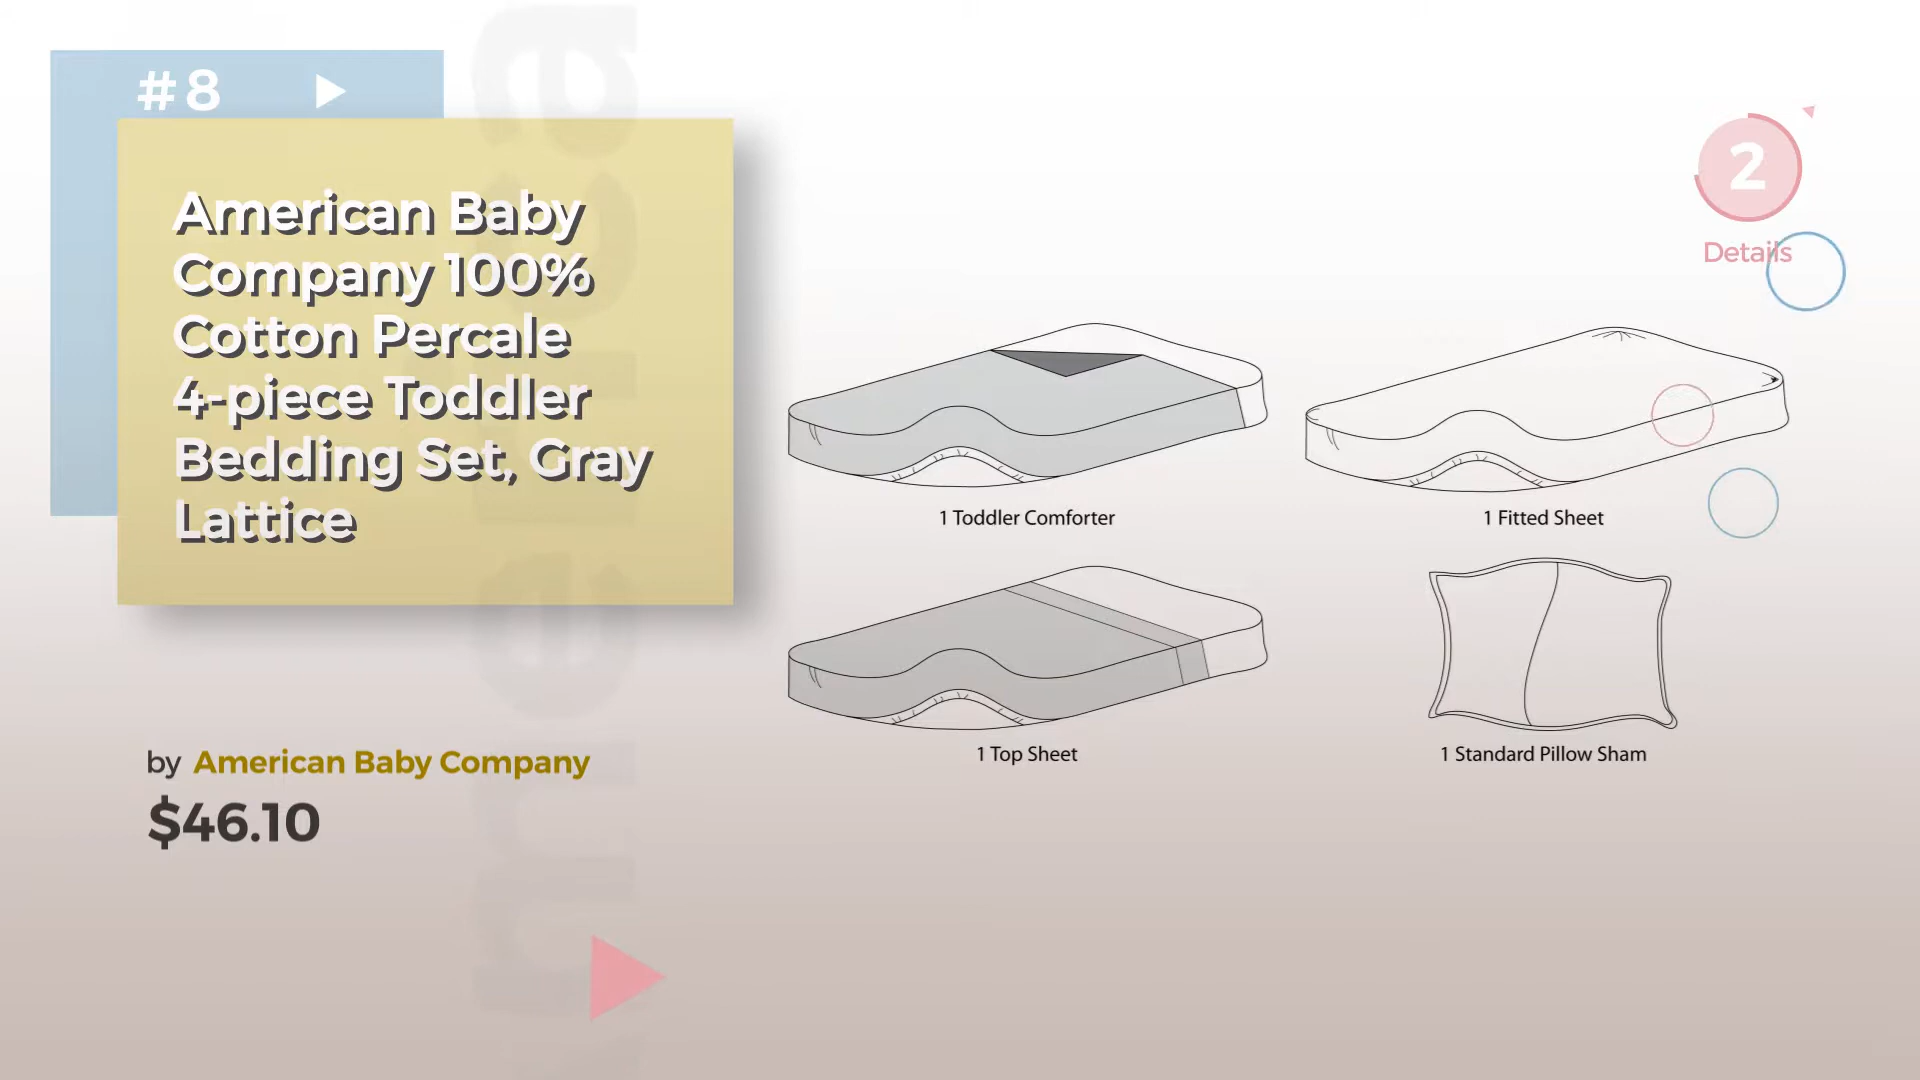 #8
American Baby
Company 100%
Cotton Percale
4-piece Toddler
Bedding Set, Gray
Lattice
by American Baby Company
$46.10
2
Details
1 Toddler Comforter
1 Fitted Sheet
1 Top Sheet
1 Standard Pillow Sham